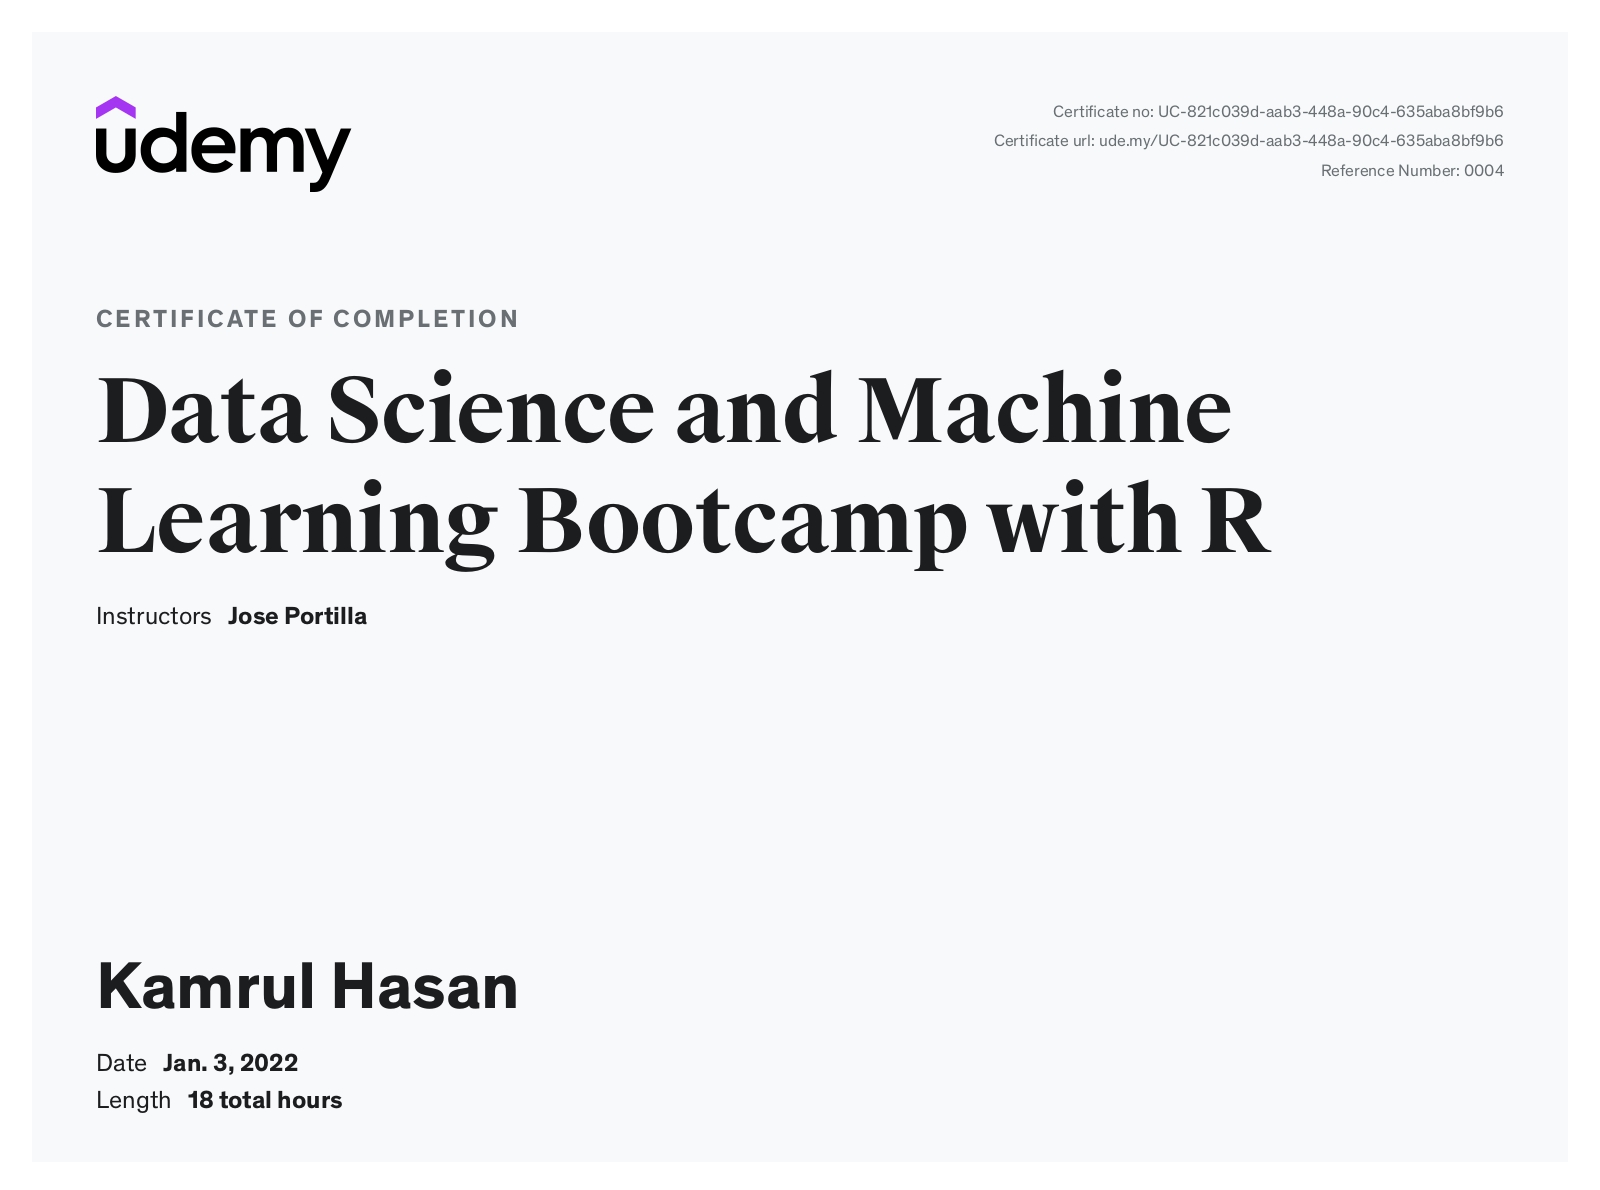 udemy
Certificate no: UC-821c039d-aab3-448a-90c4-635aba8bf9b6
Certificate url: ude.my/UC-821c039d-aab3-448a-90c4-635aba8bf9b6
Reference Number: 0004
CERTIFICATE OF COMPLETION
Data Science and Machine
Learning Bootcamp with R
Instructors Jose Portilla
Kamrul Hasan
Date Jan. 3, 2022
Length 18 total hours